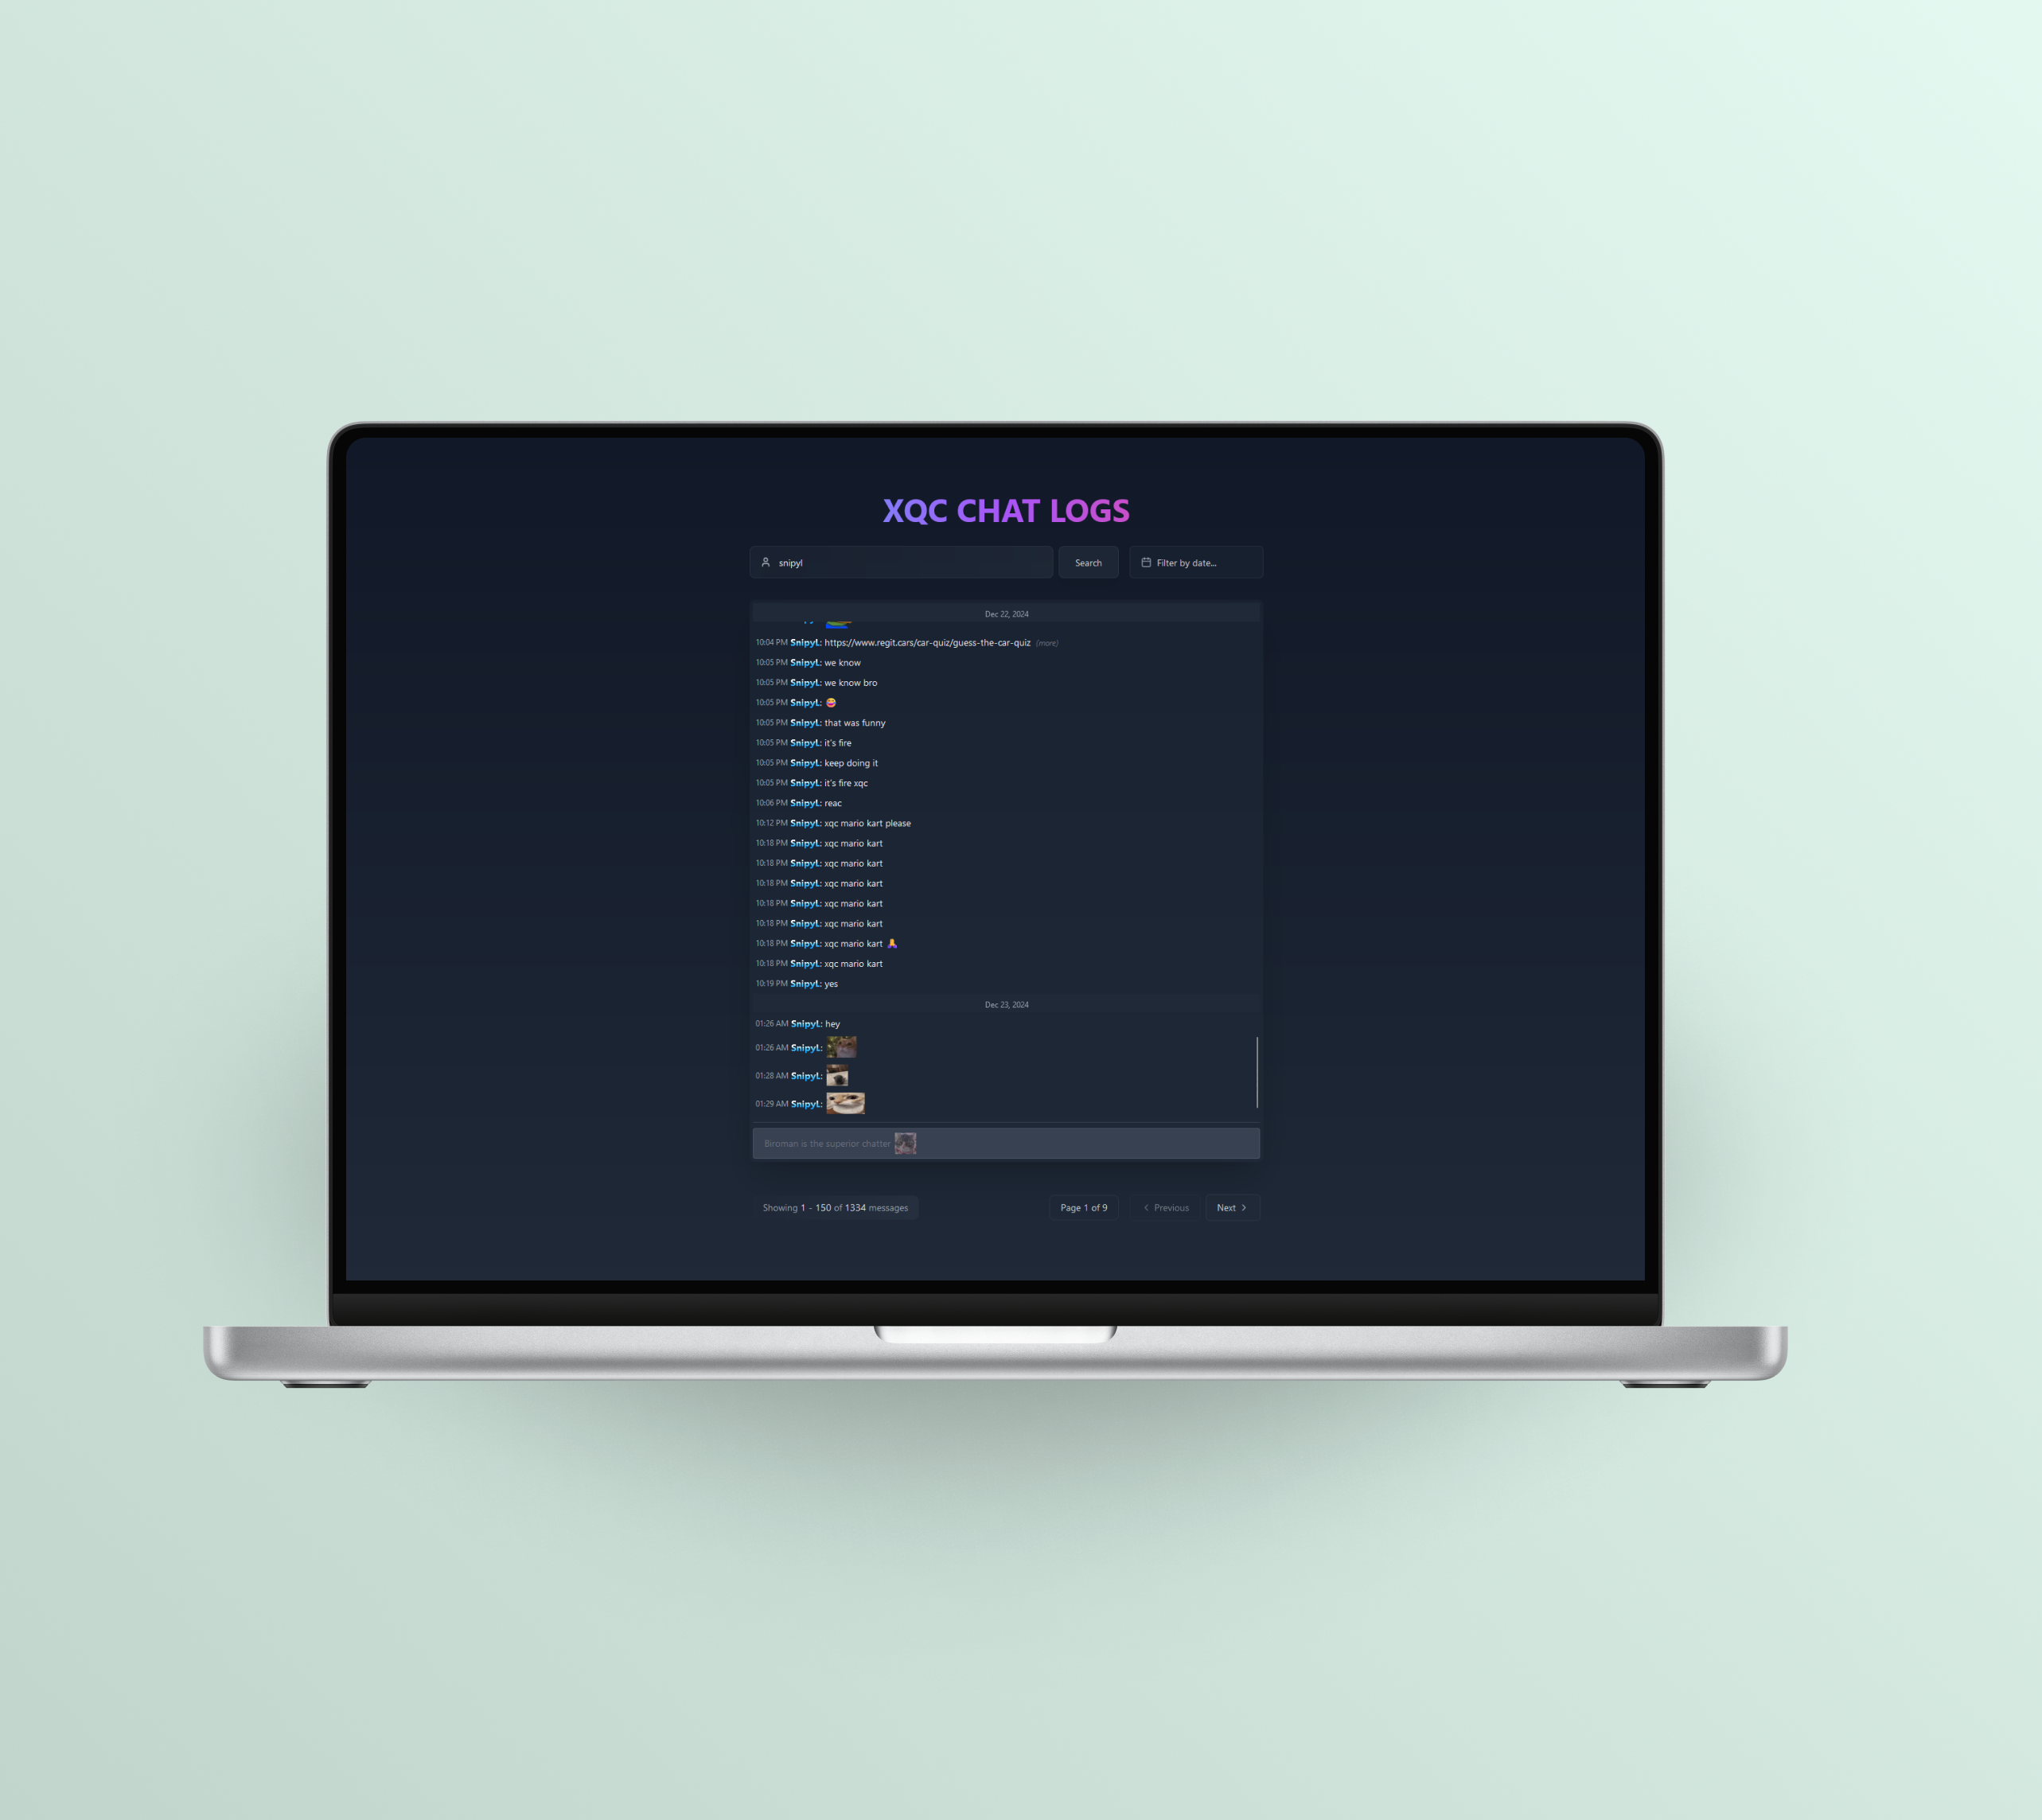 XQC CHAT LOGS
snipyl
Search
Filter by date...
Dec 22, 2024
10:04 PM SnipyL: https://www.regit.cars/car-quiz/guess-the-car-quiz (more)
10:05 PM SnipyL: we know
10:05 PM SnipyL: we know bro
10:05 PM SnipyL:
10:05 PM SnipyL: that was funny
10:05 PM SnipyL: it's fire
10:05 PM SnipyL: keep doing it
10:05 PM SnipyL: it's fire xqc
10:06 PM SnipyL: reac
10:12 PM SnipyL: xqc mario kart please
10:18 PM SnipyL: xqc mario kart
10:18 PM SnipyL: xqc mario kart
10:18 PM SnipyL: xqc mario kart
10:18 PM SnipyL: xqc mario kart
10:18 PM SnipyL: xqc mario kart
10:18 PM SnipyL: xqc mario kart
10:18 PM SnipyL: xqc mario kart
10:19 PM SnipyL: yes
Dec 23, 2024
01:26 AM SnipyL: hey
01:26 AM SnipyL:
01:28 AM SnipyL:
01:29 AM SnipyL:
Birdman is the superior chatter
Showing 1 - 150 of 1334 messages
Page 1 of 9
Previous
Next